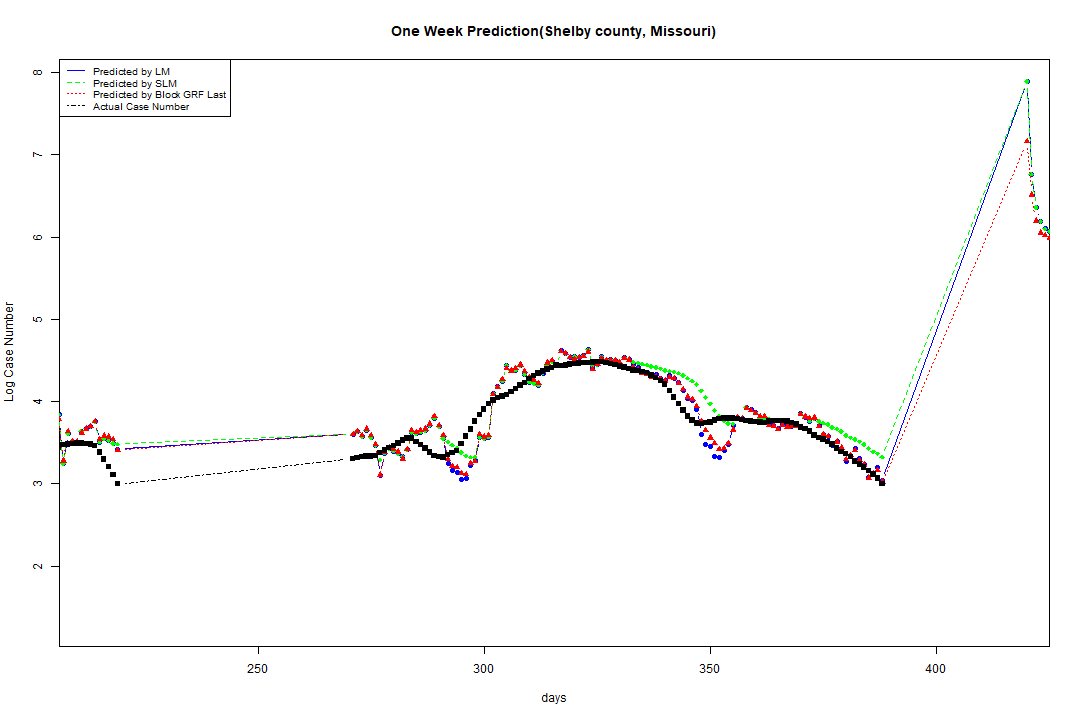 One Week Prediction(Shelby county, Missouri)
Predicted by LM
Predicted by SLM
Predicted by Block GRF Last
Actual Case Number
8
7
6
5
4
3
2
Log Case Number
250
300
350
400
days